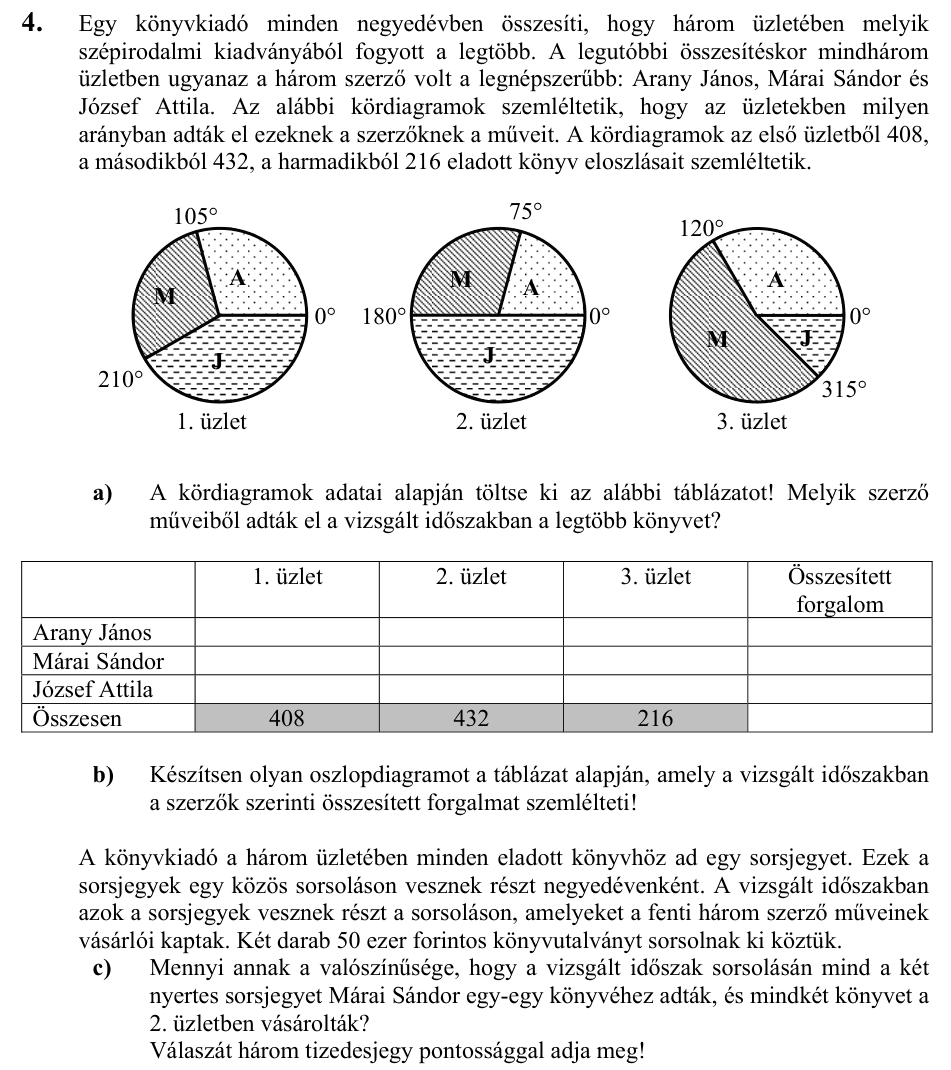 4. Egy könyvkiadó minden negyedévben összesíti, hogy három üzletében melyik
szépirodalmi kiadványából fogyott a legtöbb. A legutóbbi összesítéskor mindhárom
üzletben ugyanaz a három szerző volt a legnépszerűbb: Arany János, Márai Sándor és
József Attila. Az alábbi kördiagramok szemléltetik, hogy az üzletekben milyen
arányban adták el ezeknek a szerzőknek a műveit. A kördiagramok az első üzletből 408,
a másodikból 432, a harmadikból 216 eladott könyv eloszlásait szemléltetik.
105°
M
A
J
0°
210°
1. üzlet
75°
M
A
J
180°
0°
2. üzlet
120°
A
M
J
0°
315°
3. üzlet
a) A kördiagramok adatai alapján töltse ki az alábbi táblázatot! Melyik szerző
műveiből adták el a vizsgált időszakban a legtöbb könyvet?
1. üzlet 2. üzlet 3. üzlet Összesített
forgalom
Arany János
Márai Sándor
József Attila
Összesen 408 432 216
b) Készítsen olyan oszlopdiagramot a táblázat alapján, amely a vizsgált időszakban
a szerzők szerinti összesített forgalmat szemlélteti!
A könyvkiadó a három üzletében minden eladott könyvhöz ad egy sorsjegyet. Ezek a
sorsjegyek egy közös sorsoláson vesznek részt negyedévenként. A vizsgált időszakban
azok a sorsjegyek vesznek részt a sorsoláson, amelyeket a fenti három szerző műveinek
vásárlói kaptak. Két darab 50 ezer forintos könyvutalványt sorsolnak ki köztük.
c) Mennyi annak a valószínűsége, hogy a vizsgált időszak sorsolásán mind a két
nyertes sorsjegyet Márai Sándor egy-egy könyvéhez adták, és mindkét könyvet a
2. üzletben vásárolták?
Válaszát három tizedesjegy pontossággal adja meg!